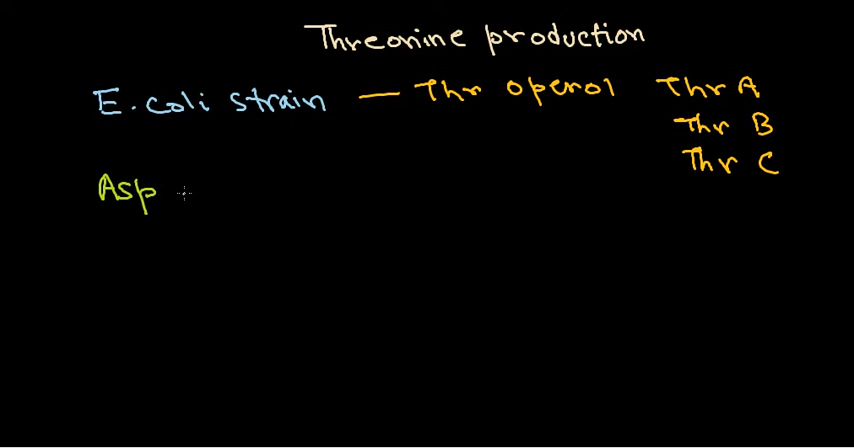 Threonine production
E. coli strain — Thr operol Thr A
Thr B
Thr C
Asp